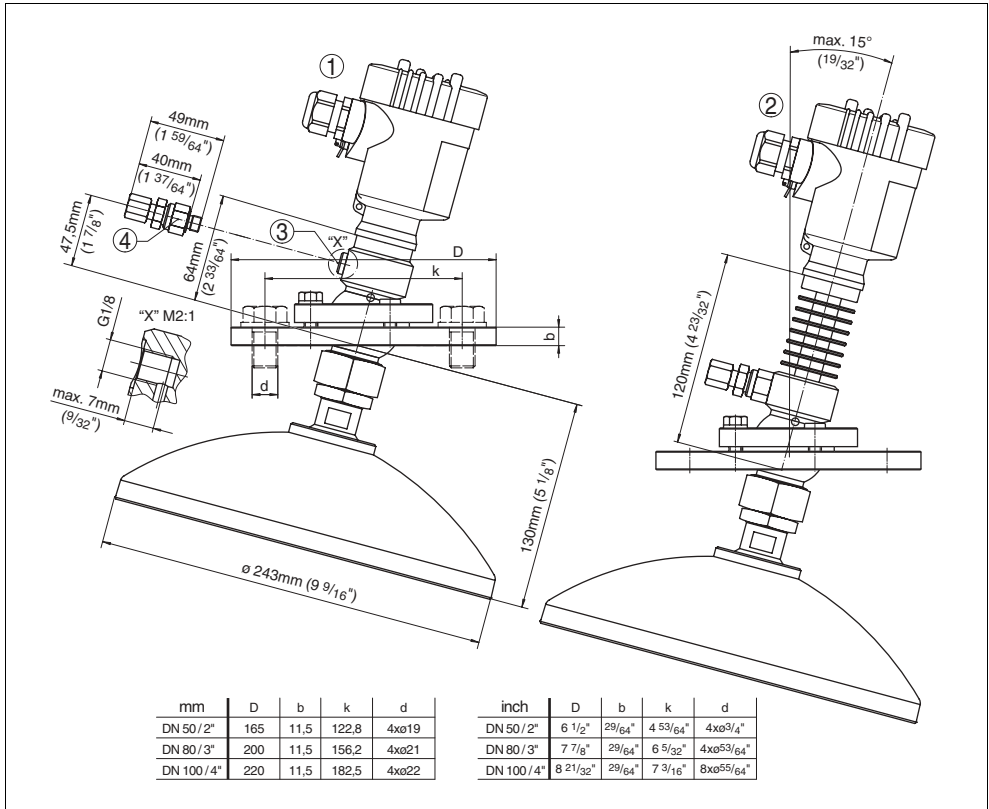 ①
49mm
(1 59/64")
40mm
(1 37/64")
47,5mm
(1 7/8")
④
64mm
(2 33/64")
③
"X"
D
k
b
d
"X" M2:1
G1/8
max. 7mm
(9/32")
130mm (5 1/8")
ø 243mm (9 9/16")
max. 15°
(19/32")
②
120mm (4 23/32")
mm D b k d
DN 50 / 2" 165 11,5 122,8 4xø19
DN 80 / 3" 200 11,5 156,2 4xø21
DN 100 / 4" 220 11,5 182,5 4xø22
inch D b k d
DN 50 / 2" 6 1/2" 29/64" 4 53/64" 4xø3/4"
DN 80 / 3" 7 7/8" 29/64" 6 5/32" 4xø53/64"
DN 100 / 4" 8 21/32" 29/64" 7 3/16" 8xø55/64"